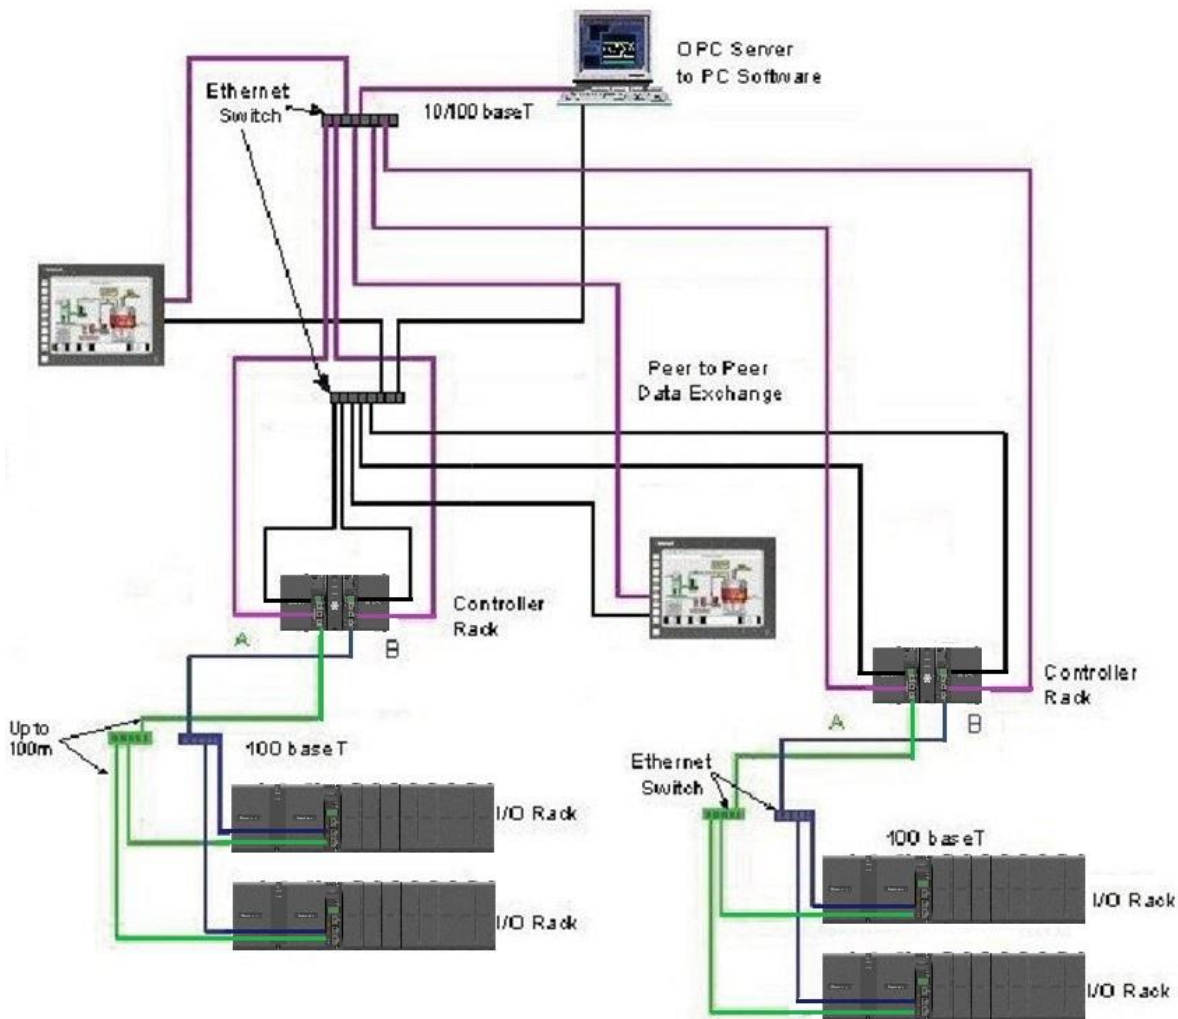 OPC Server
to PC Software
Ethernet
Switch
10/100 baseT
Peer to Peer
Data Exchange
Controller
Rack
A
B
Controller
Rack
A
B
Up to
100m
100 baseT
Ethernet
Switch
I/O Rack
100 baseT
I/O Rack
I/O Rack
I/O Rack